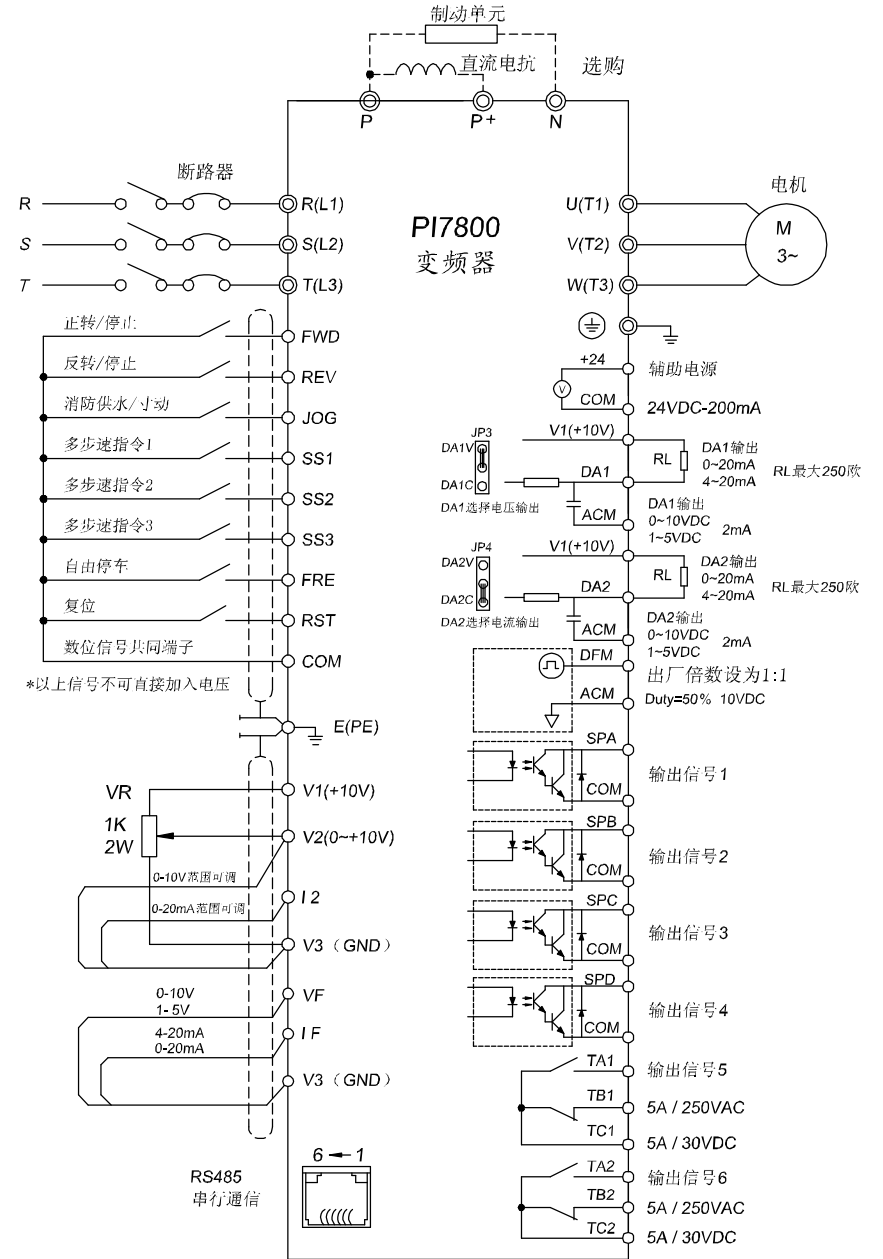 制动单元
直流电抗
选购
P
P+
N
断路器
R
R(L1)
S
S(L2)
T
T(L3)
PI7800
变频器
U(T1)
V(T2)
W(T3)
电机
M
3~
正转/停止
FWD
反转/停止
REV
消防供水/寸动
JOG
多步速指令1
SS1
多步速指令2
SS2
多步速指令3
SS3
自由停车
FRE
复位
RST
数位信号共同端子
COM
*以上信号不可直接加入电压
E(PE)
VR
1K
2W
V1(+10V)
V2(0~+10V)
0-10V范围可调
I 2
0-20mA范围可调
V3（GND）
0-10V
1- 5V
VF
4-20mA
0-20mA
I F
V3（GND）
RS485
串行通信
6
1
+24
V
COM
辅助电源
24VDC-200mA
JP3
DA1V
DA1C
DA1选择电压输出
V1(+10V)
DA1
ACM
RL
DA1输出
0~20mA
4~20mA
RL最大250欧
DA1输出
0~10VDC
1~5VDC
2mA
JP4
DA2V
DA2C
DA2选择电流输出
V1(+10V)
DA2
ACM
RL
DA2输出
0~20mA
4~20mA
RL最大250欧
DA2输出
0~10VDC
1~5VDC
2mA
DFM
出厂倍数设为1:1
ACM
Duty=50% 10VDC
SPA
COM
输出信号1
SPB
COM
输出信号2
SPC
COM
输出信号3
SPD
COM
输出信号4
TA1
输出信号5
TB1
5A / 250VAC
TC1
5A / 30VDC
TA2
输出信号6
TB2
5A / 250VAC
TC2
5A / 30VDC